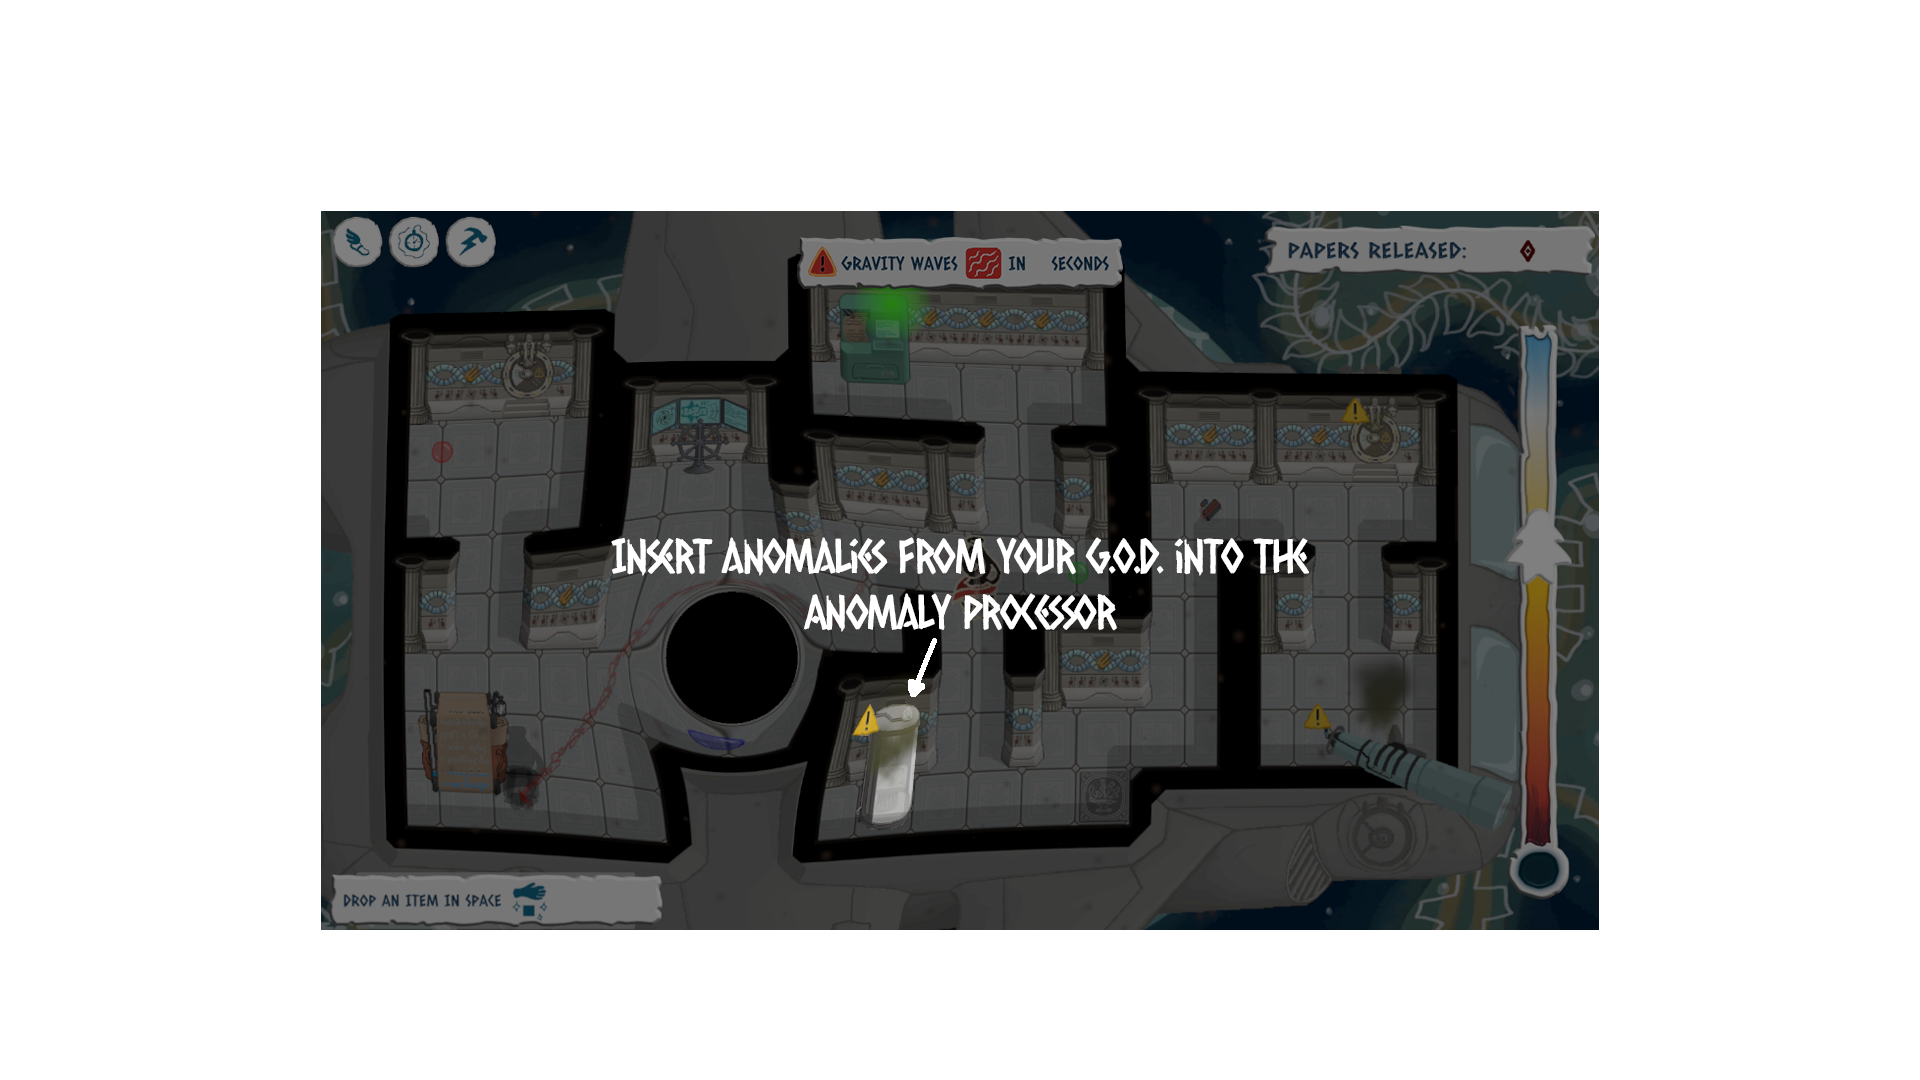 GRAVITY WAVES IN SECONDS
PAPERS RELEASED:
INSERT ANOMALIES FROM YOUR G.O.D. INTO THE
ANOMALY PROCESSOR
DROP AN ITEM IN SPACE